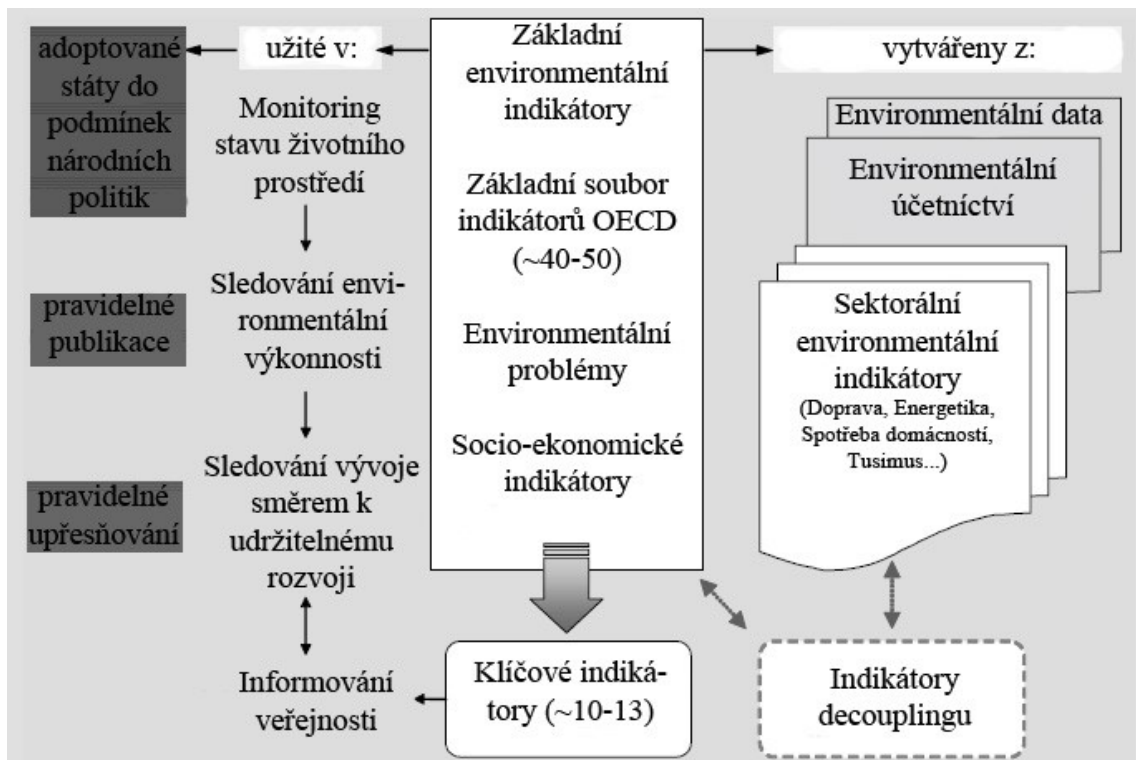 adoptované
státy do
podmínek
národních
politik
pravidelné
publikace
pravidelné
upřesňování
užité v:
Monitoring
stavu životního
prostředí
Sledování envi-
ronmentální
výkonnosti
Sledování vývoje
směrem k
udržitelnému
rozvoji
Informování
veřejnosti
Základní
environmentální
indikátory
Základní soubor
indikátorů OECD
(~40-50)
Environmentální
problémy
Socio-ekonomické
indikátory
Klíčové indiká-
tory (~10-13)
vytvářeny z:
Environmentální data
Environmentální
účetníctví
Sektorální
environmentální
indikátory
(Doprava, Energetika,
Spotřeba domácností,
Tusimus...)
Indikátory
decouplingu